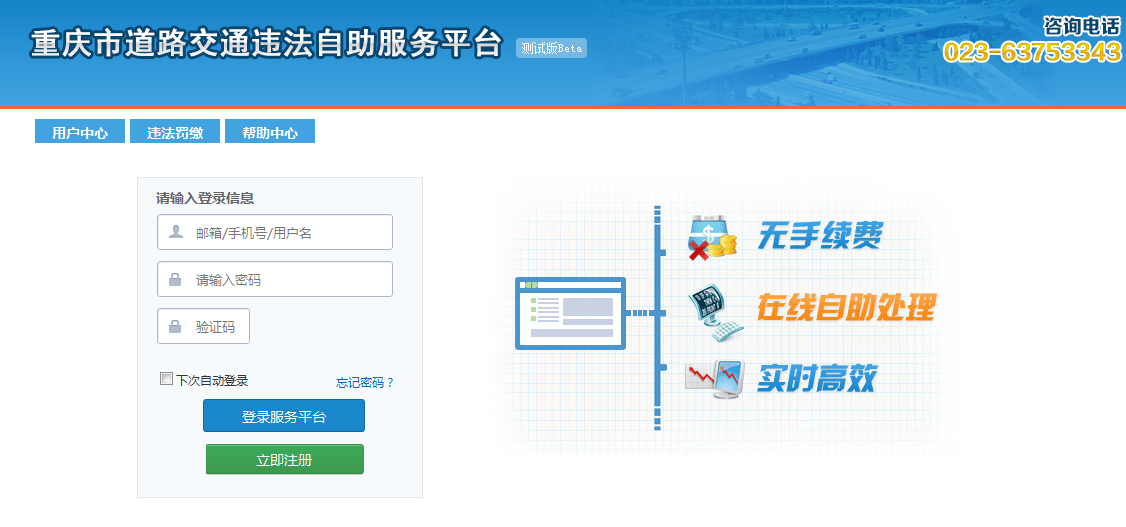 重庆市道路交通违法自助服务平台 测试版Beta
咨询电话
023-63753343
用户中心 违法罚缴 帮助中心
请输入登录信息
邮箱/手机号/用户名
请输入密码
验证码
下次自动登录 忘记密码？
登录服务平台
立即注册
无手续费
在线自助处理
实时高效